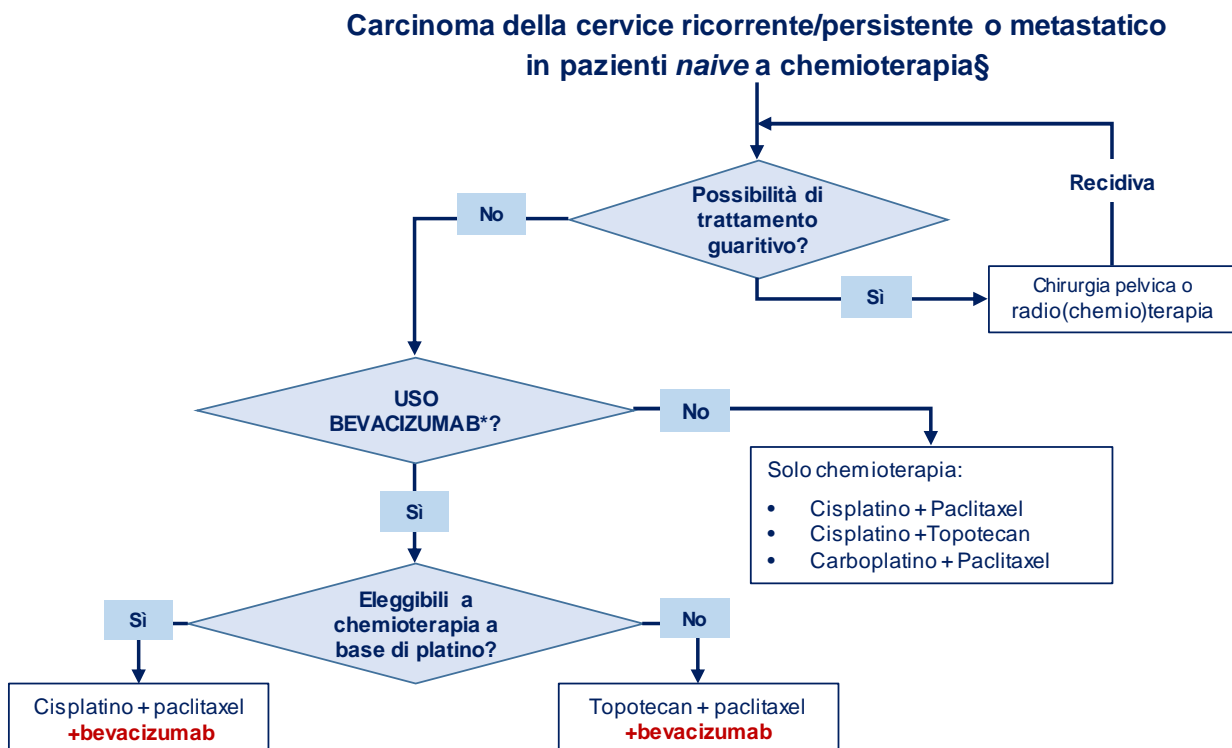 Carcinoma della cervice ricorrente/persistente o metastatico
in pazienti naive a chemioterapia§
Possibilità di
trattamento
guaritivo?
No
Recidiva
Sì
Chirurgia pelvica o
radio(chemio)terapia
USO
BEVACIZUMAB*?
No
Solo chemioterapia:
• Cisplatino + Paclitaxel
• Cisplatino +Topotecan
• Carboplatino + Paclitaxel
Sì
Eleggibili a
chemioterapia a
base di platino?
Sì
No
Cisplatino + paclitaxel
+bevacizumab
Topotecan + paclitaxel
+bevacizumab